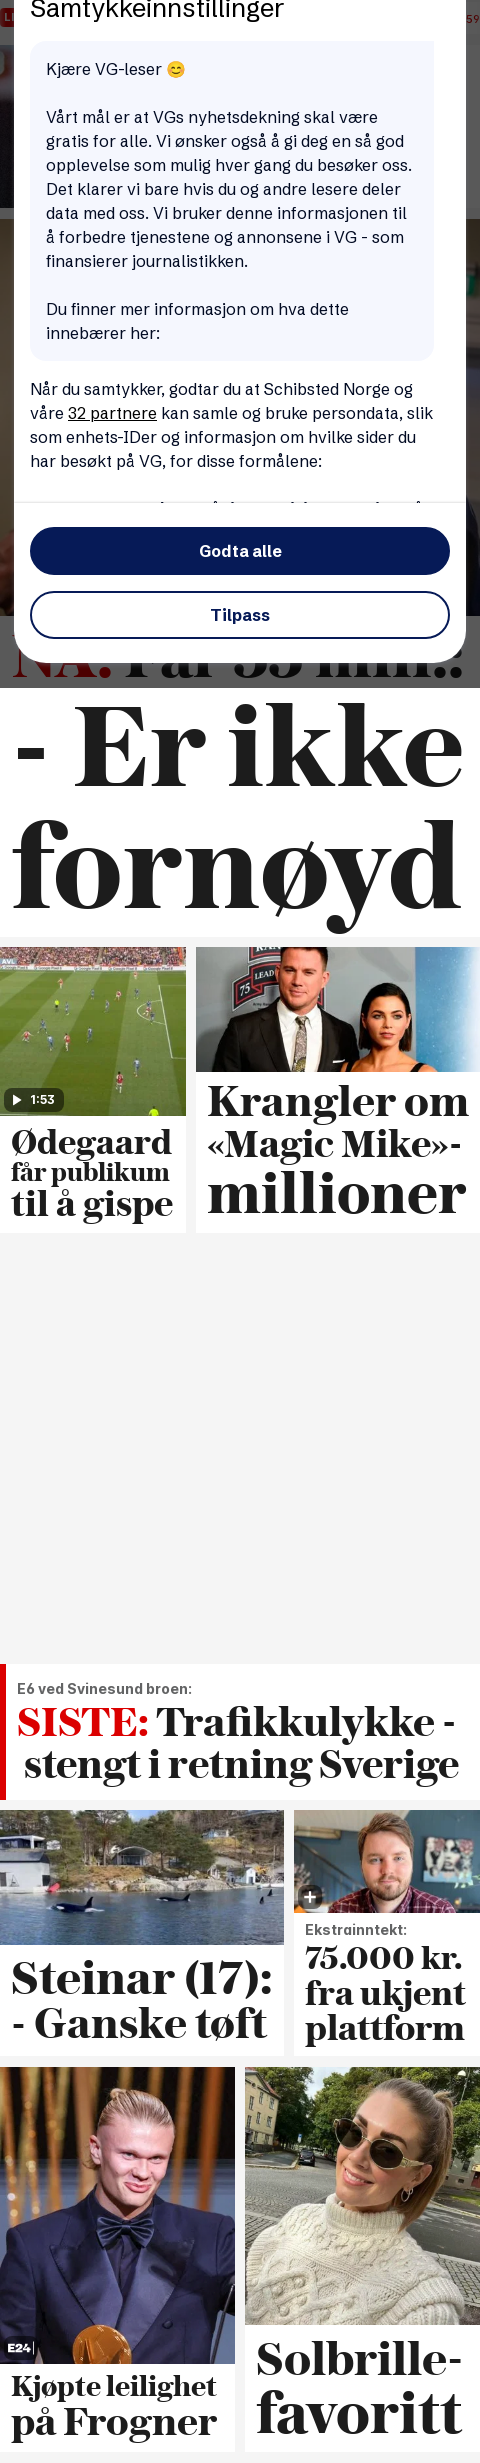 Samtykkeinnstillinger
Kjære VG-leser 😊
Vårt mål er at VGs nyhetsdekning skal være
gratis for alle. Vi ønsker også å gi deg en så god
opplevelse som mulig hver gang du besøker oss.
Det klarer vi bare hvis du og andre lesere deler
data med oss. Vi bruker denne informasjonen til
å forbedre tjenestene og annonsene i VG - som
finansierer journalistikken.
Du finner mer informasjon om hva dette
innebærer her:
Når du samtykker, godtar du at Schibsted Norge og
våre 32 partnere kan samle og bruke persondata, slik
som enhets-IDer og informasjon om hvilke sider du
har besøkt på VG, for disse formålene:
Godta alle
Tilpass
- Er ikke
fornøyd
AVL
1:53
Ødegaard
får publikum
til å gispe
75
LEAD
Krangler om
«Magic Mike»-
millioner
E6 ved Svinesund broen:
SISTE: Trafikkulykke -
stengt i retning Sverige
Steinar (17):
- Ganske tøft
Ekstrainntekt:
75.000 kr.
fra ukjent
plattform
E24
Kjøpte leilighet
på Frogner
Solbrille-
favoritt